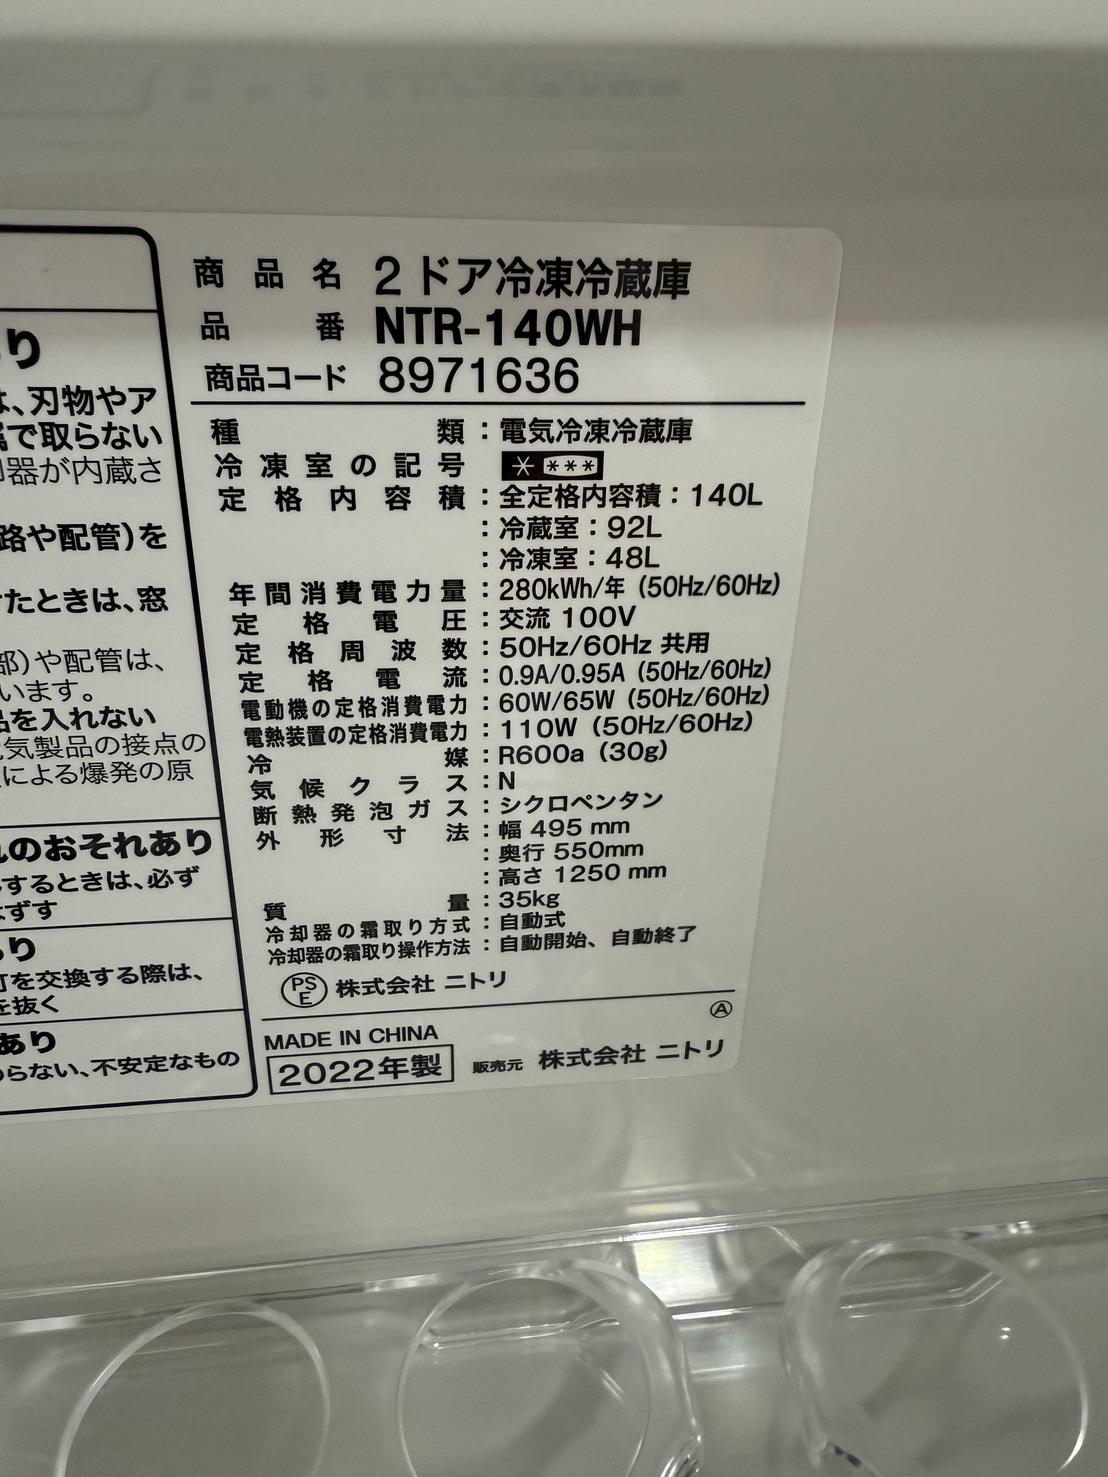 り
、刃物やア
で取らない
器が内蔵さ
路や配管)を
たときは、窓
部)や配管は、
います。
品を入れない
気製品の接点の
による爆発の原
のおそれあり
するときは、必ず
はずす
り
灯を交換する際は、
を抜く
あり
らない、不安定なもの
商品名 2ドア冷凍冷蔵庫
品番 NTR-140WH
商品コード 8971636
種類：電気冷凍冷蔵庫
冷凍室の記号 * ***
定格内容積：全定格内容積：140L
：冷蔵室：92L
：冷凍室：48L
年間消費電力量：280kWh/年 (50Hz/60Hz)
定格電圧：交流 100V
定格周波数：50Hz/60Hz 共用
定格電流：0.9A/0.95A (50Hz/60Hz)
電動機の定格消費電力：60W/65W (50Hz/60Hz)
電熱装置の定格消費電力：110W (50Hz/60Hz)
冷媒：R600a (30g)
気候クラス：N
断熱発泡ガス：シクロペンタン
外形寸法：幅 495 mm
：奥行 550mm
：高さ 1250 mm
質量：35kg
冷却器の霜取り方式：自動式
冷却器の霜取り操作方法：自動開始、自動終了
PSE 株式会社 ニトリ
A
MADE IN CHINA
2022年製 販売元 株式会社 ニトリ